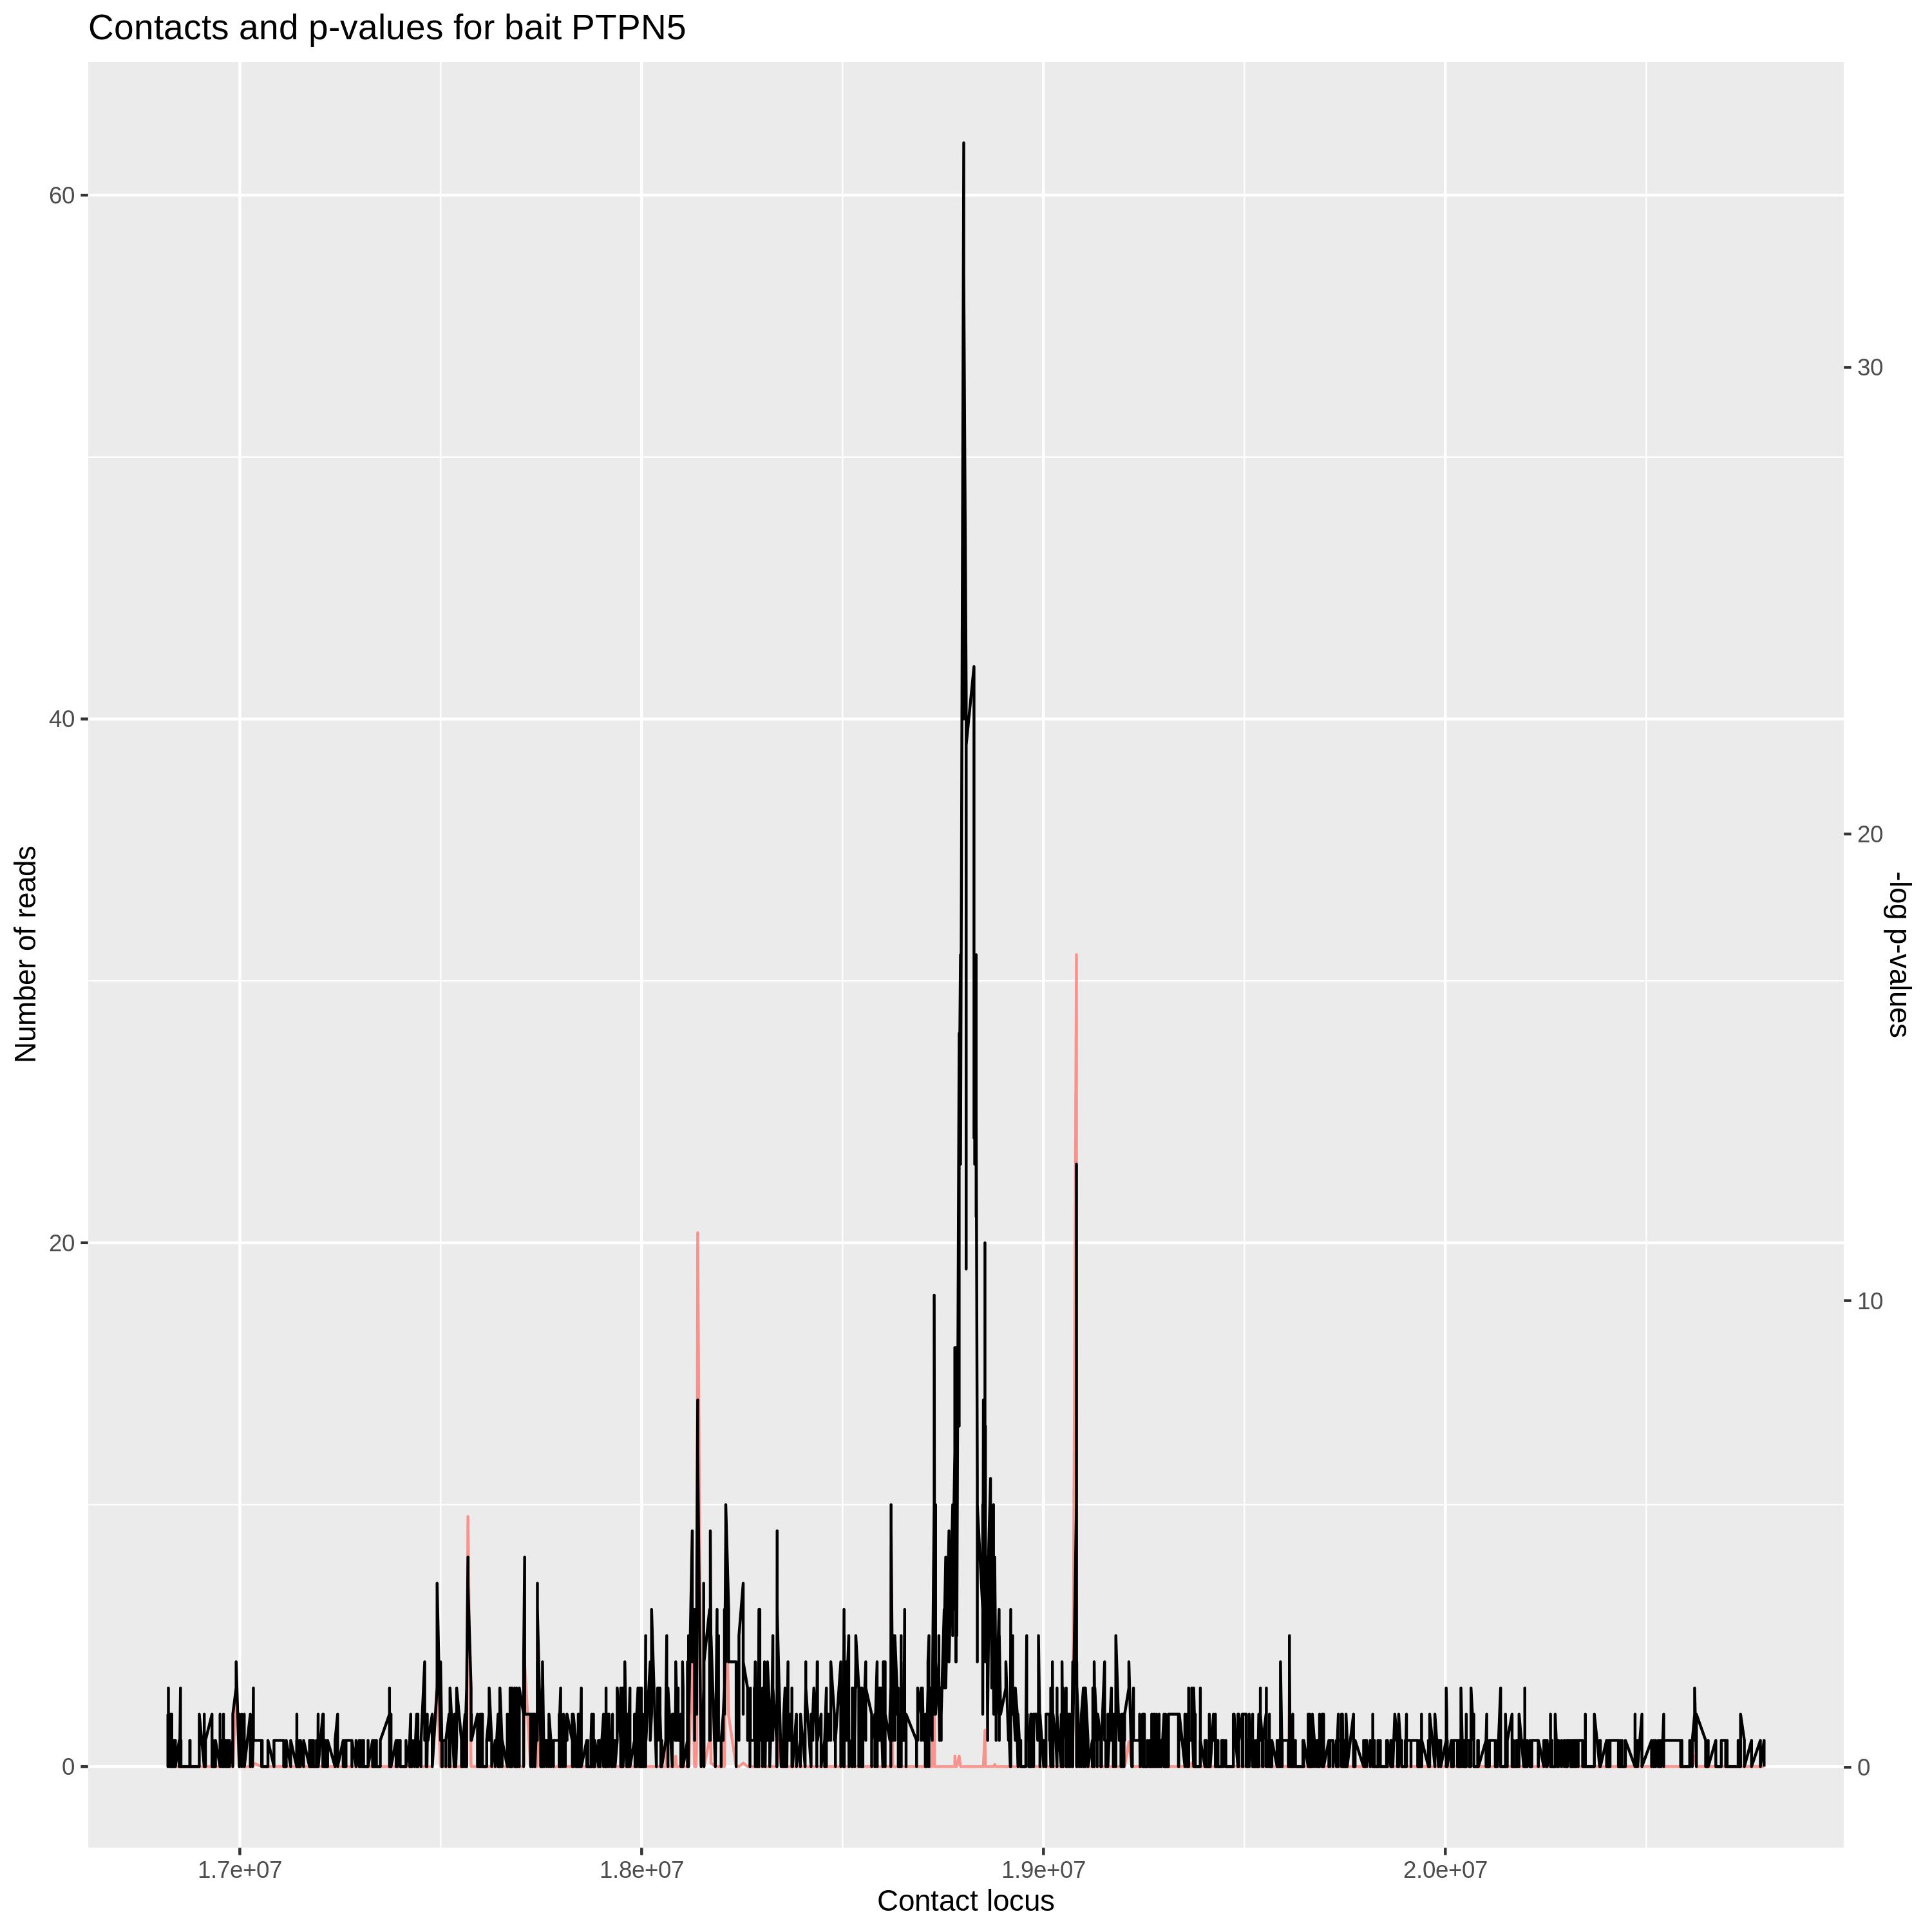 Contacts and p-values for bait PTPN5
60
40
20
0
Number of reads
30
20
10
0
-log p-values
1.7e+07
1.8e+07
1.9e+07
2.0e+07
Contact locus